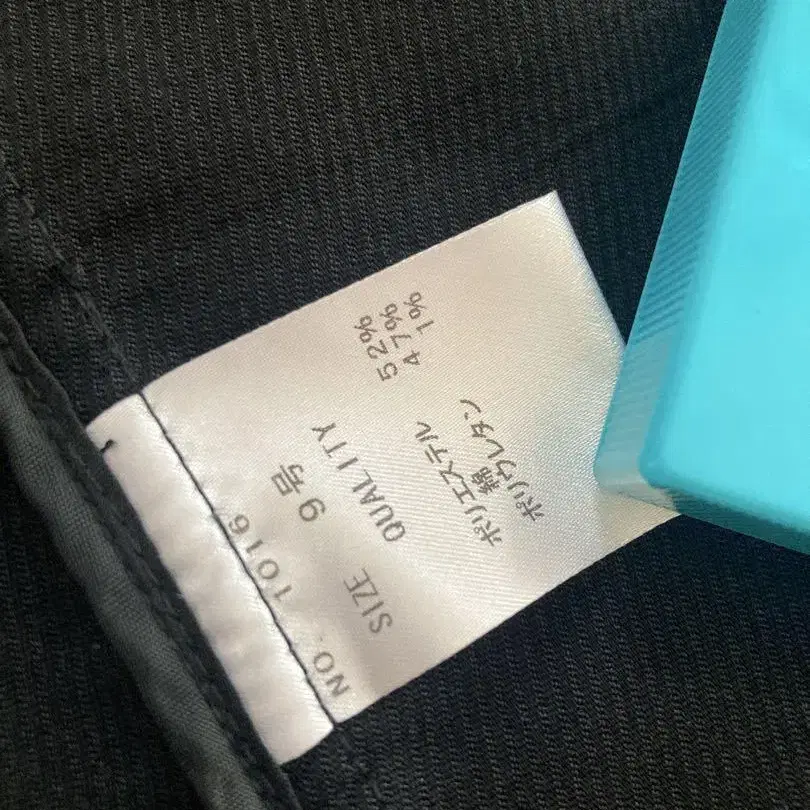 NO. 1016
SIZE 9号
QUALITY
ポリエステル 52%
綿 47%
ポリウレタン 1%